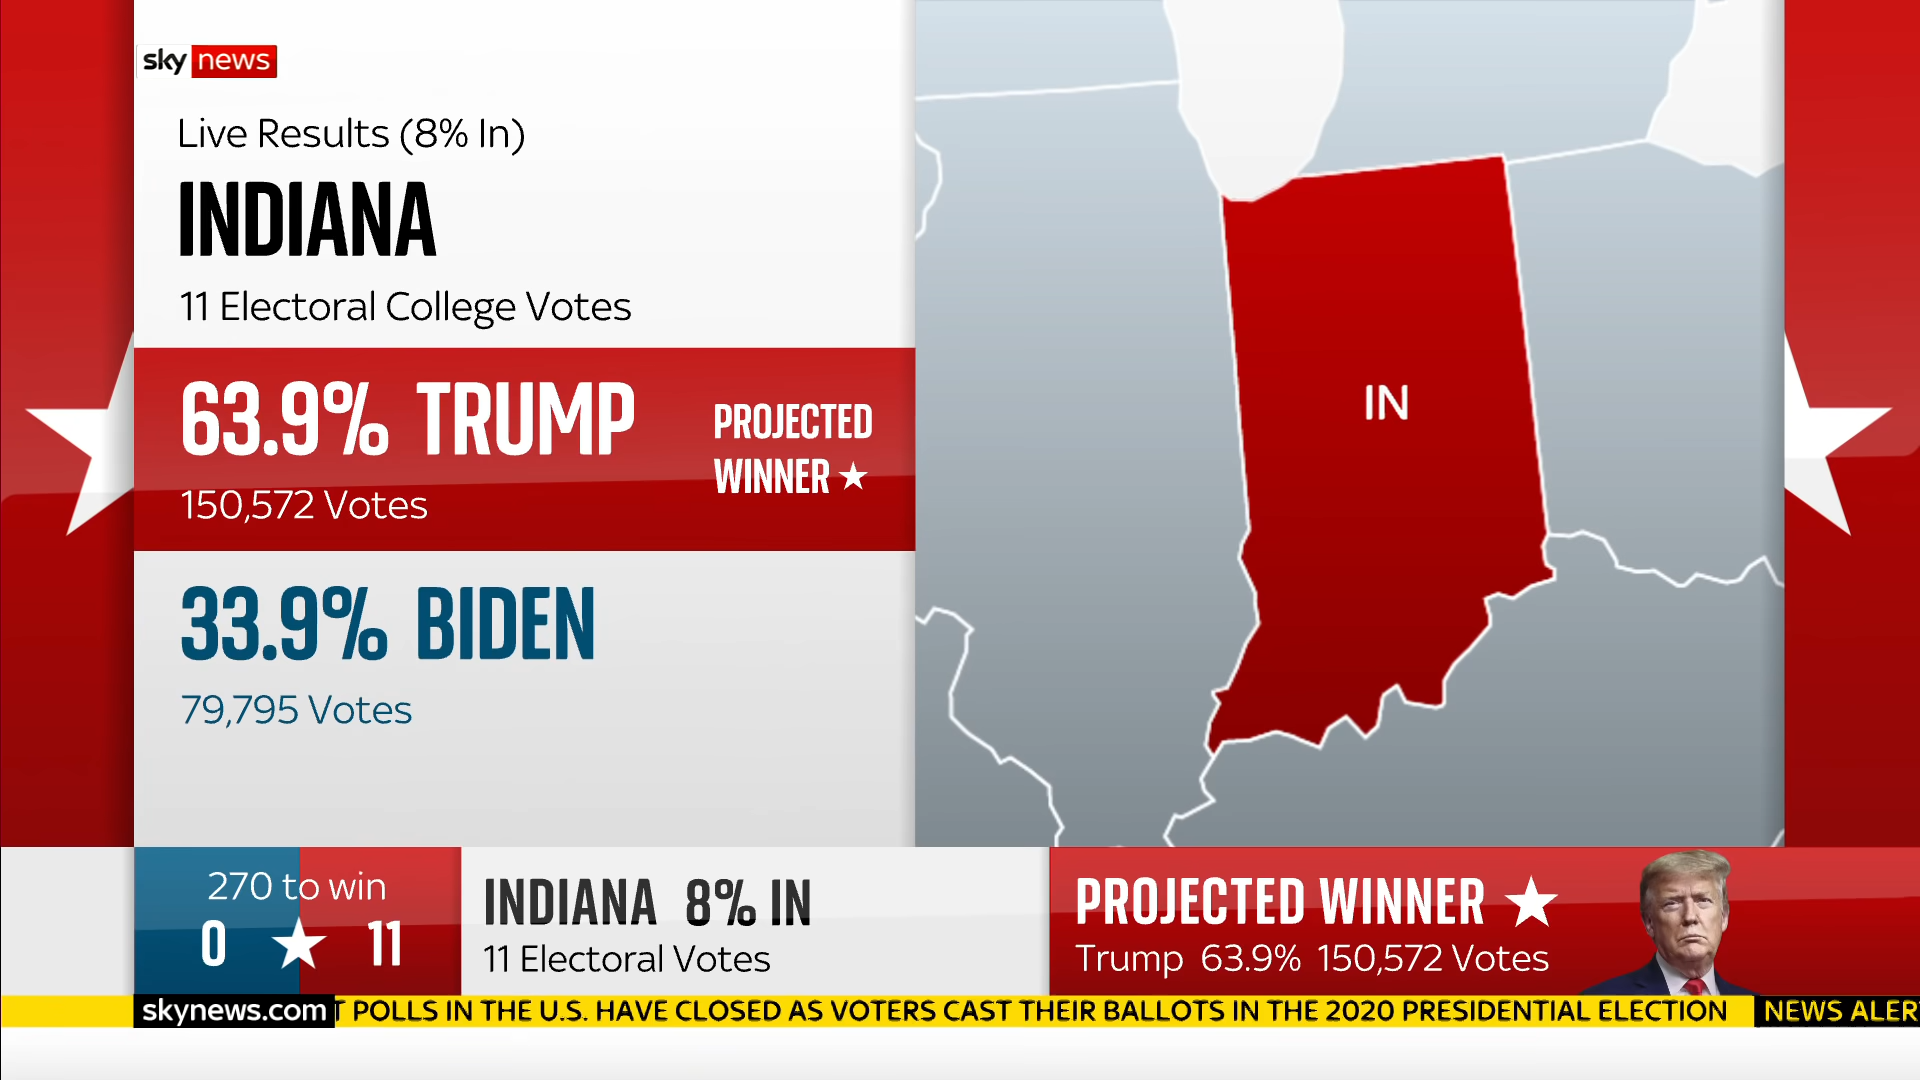 sky news
Live Results (8% In)
INDIANA
11 Electoral College Votes
63.9% TRUMP
150,572 Votes
PROJECTED
WINNER ★
33.9% BIDEN
79,795 Votes
IN
270 to win
0 ★ 11
INDIANA 8% IN
11 Electoral Votes
PROJECTED WINNER ★
Trump 63.9% 150,572 Votes
skynews.com T POLLS IN THE U.S. HAVE CLOSED AS VOTERS CAST THEIR BALLOTS IN THE 2020 PRESIDENTIAL ELECTION NEWS ALER